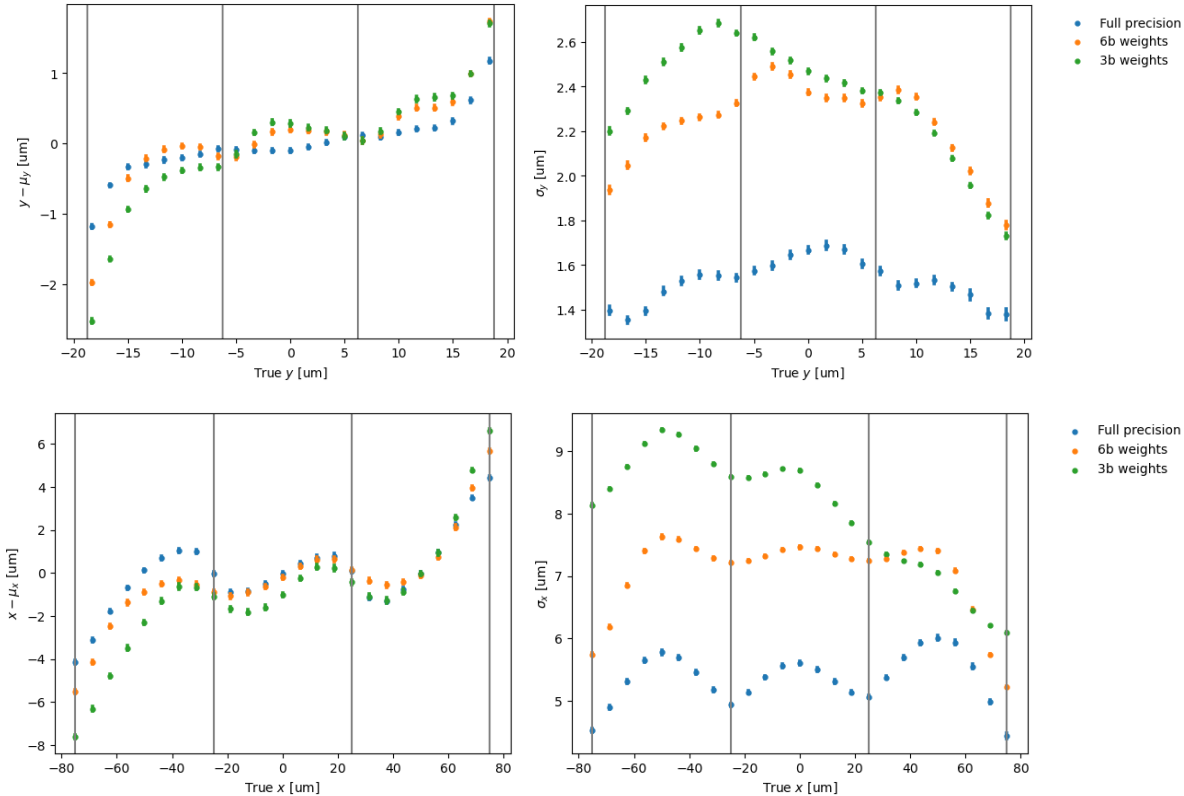 1
0
−1
−2
y − μy [um]
−20 −15 −10 −5 0 5 10 15 20
True y [um]
2.6
2.4
2.2
2.0
1.8
1.6
1.4
σy [um]
−20 −15 −10 −5 0 5 10 15 20
True y [um]
Full precision
6b weights
3b weights
6
4
2
0
−2
−4
−6
−8
x − μx [um]
−80 −60 −40 −20 0 20 40 60 80
True x [um]
9
8
7
6
5
σx [um]
−80 −60 −40 −20 0 20 40 60 80
True x [um]
Full precision
6b weights
3b weights